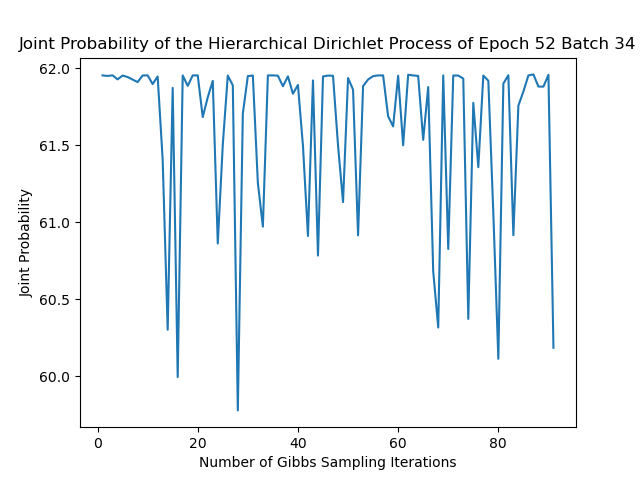 Joint Probability of the Hierarchical Dirichlet Process of Epoch 52 Batch 34
62.0
61.5
61.0
60.5
60.0
Joint Probability
0 20 40 60 80
Number of Gibbs Sampling Iterations